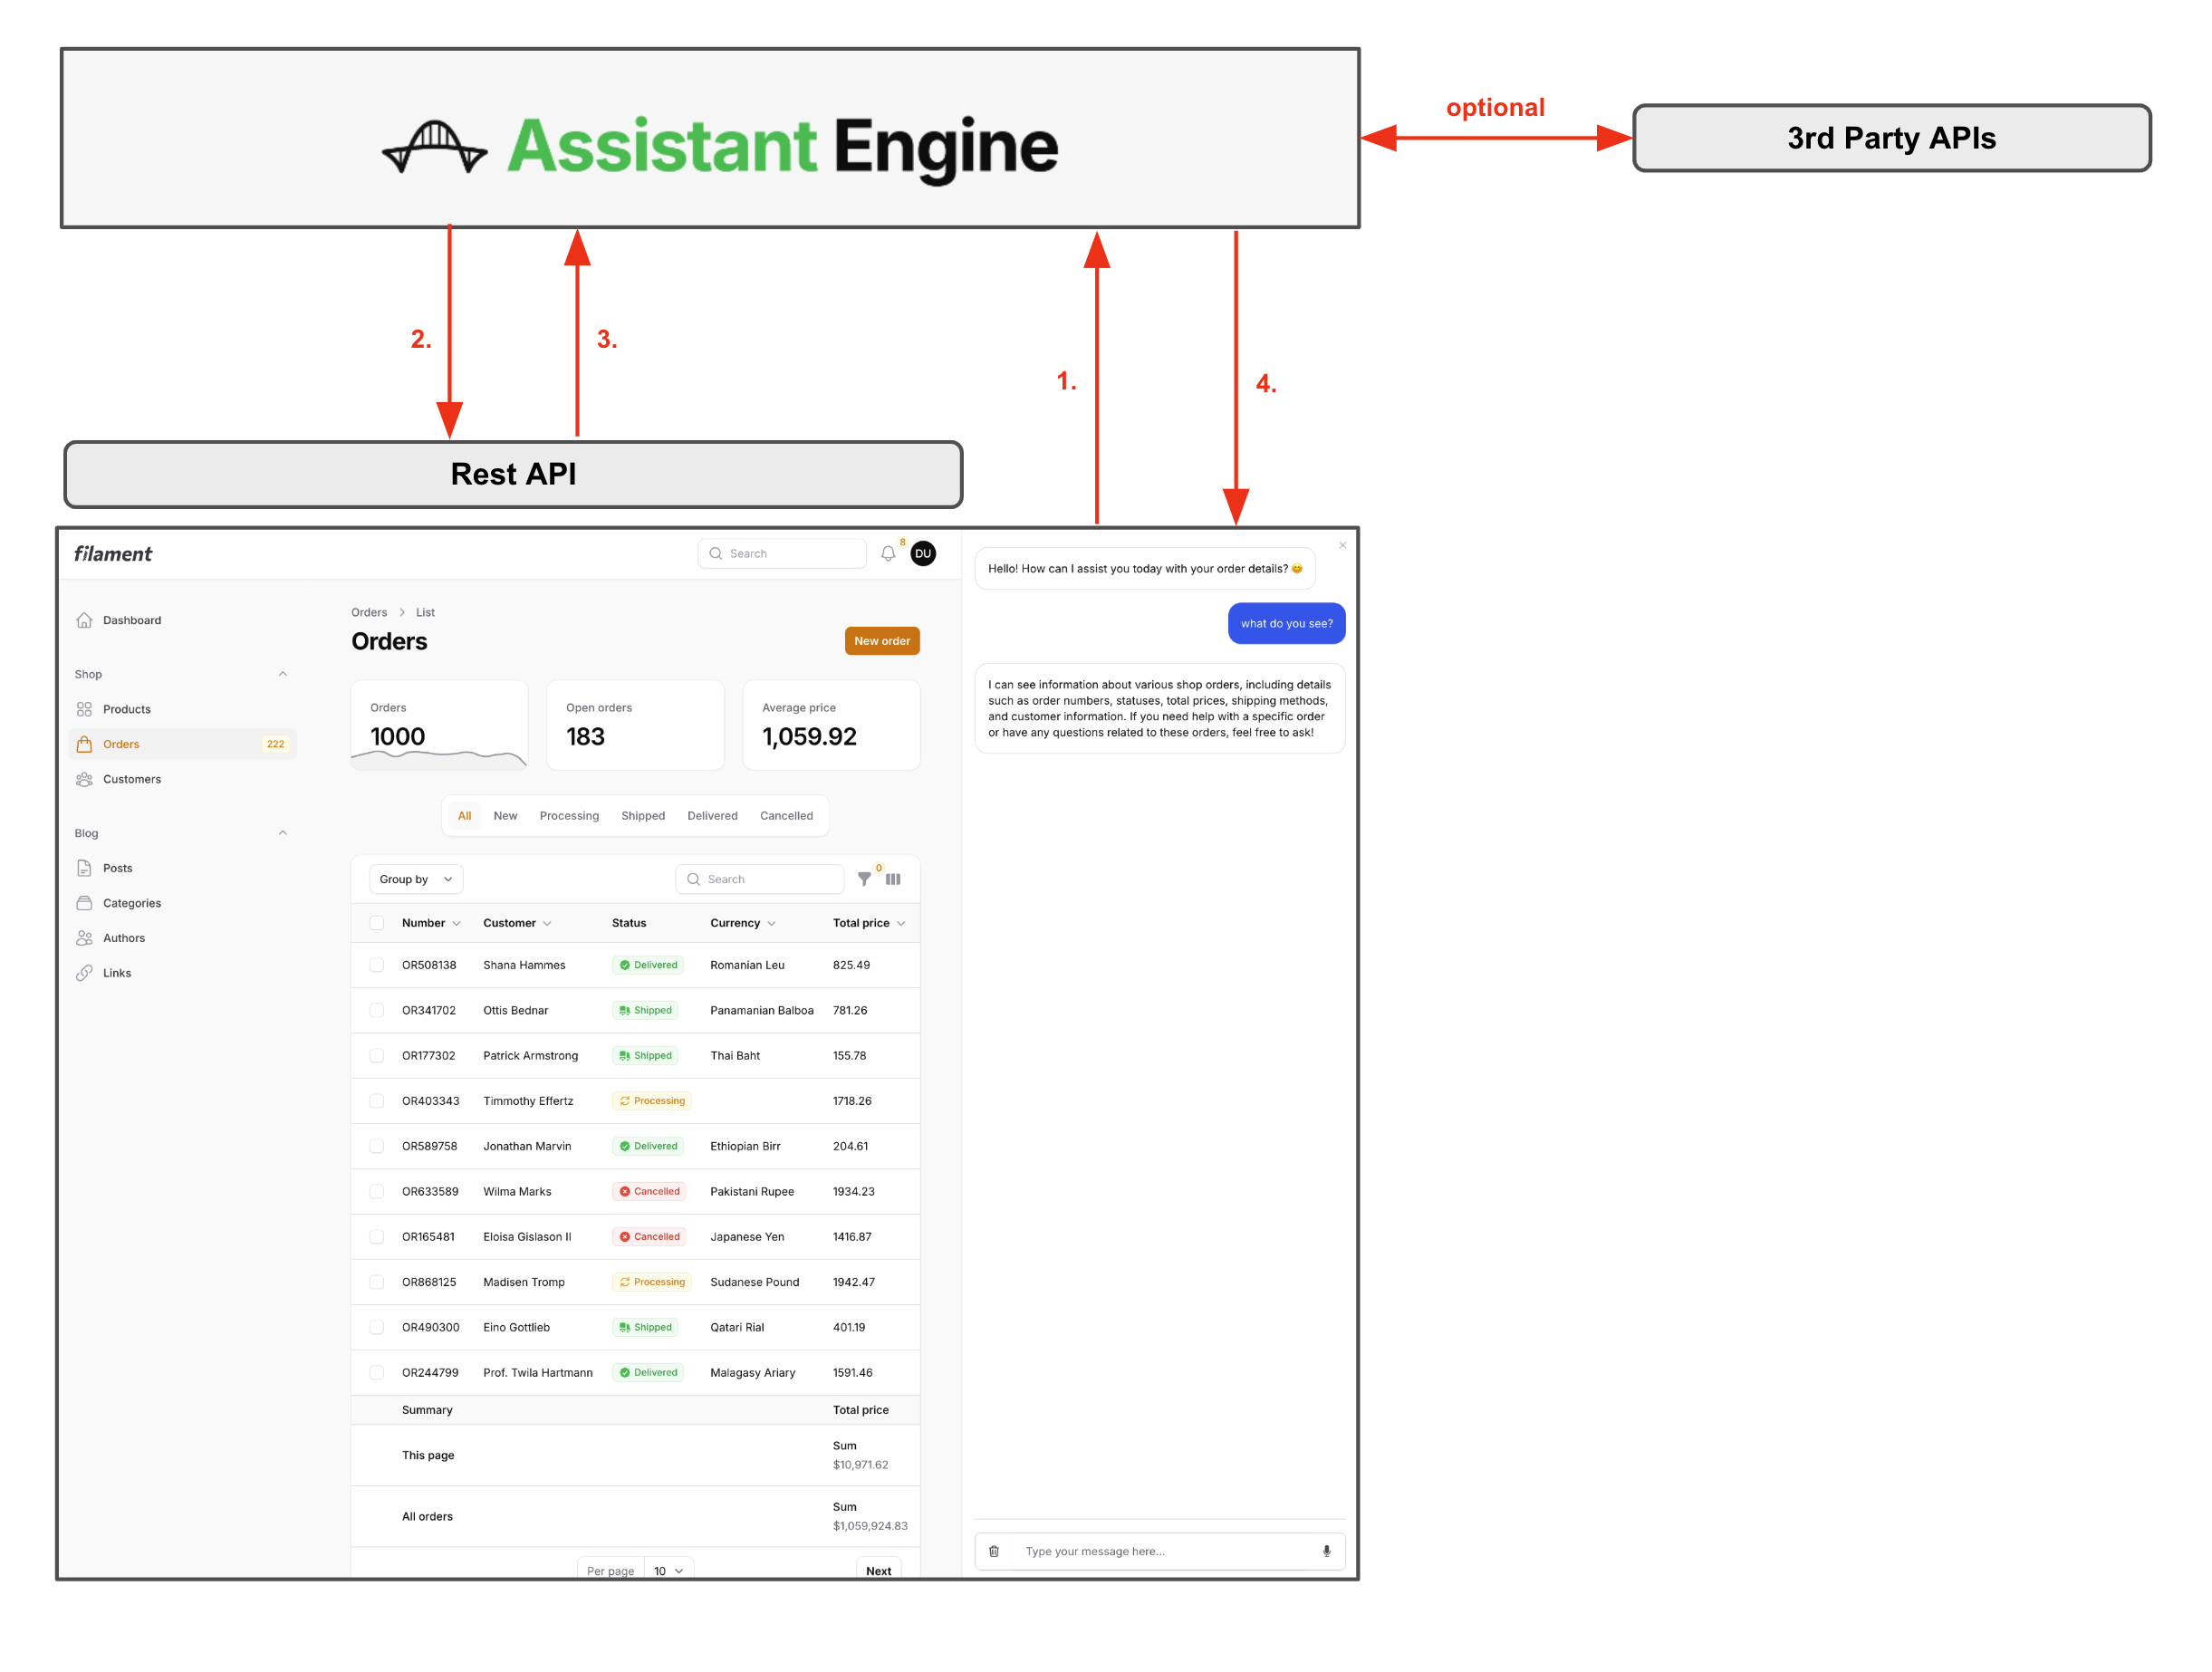 Assistant Engine
optional
3rd Party APIs
2.
3.
1.
4.
Rest API
filament
Search
8
DU
Dashboard
Shop
Products
Orders 222
Customers
Blog
Posts
Categories
Authors
Links
Orders List
Orders
New order
Orders
1000
Open orders
183
Average price
1,059.92
All New Processing Shipped Delivered Cancelled
Group by
Search
0
Number Customer Status Currency Total price
OR508138 Shana Hammes Delivered Romanian Leu 825.49
OR341702 Ottis Bednar Shipped Panamanian Balboa 781.26
OR177302 Patrick Armstrong Shipped Thai Baht 155.78
OR403343 Timmothy Effertz Processing 1718.26
OR589758 Jonathan Marvin Delivered Ethiopian Birr 204.61
OR633589 Wilma Marks Cancelled Pakistani Rupee 1934.23
OR165481 Eloisa Gislason II Cancelled Japanese Yen 1416.87
OR868125 Madisen Tromp Processing Sudanese Pound 1942.47
OR490300 Eino Gottlieb Shipped Qatari Rial 401.19
OR244799 Prof. Twila Hartmann Delivered Malagasy Ariary 1591.46
Summary Total price
This page
Sum
$10,971.62
All orders
Sum
$1,059,924.83
Per page 10
Next
Hello! How can I assist you today with your order details? 😊
what do you see?
I can see information about various shop orders, including details
such as order numbers, statuses, total prices, shipping methods,
and customer information. If you need help with a specific order
or have any questions related to these orders, feel free to ask!
Type your message here...